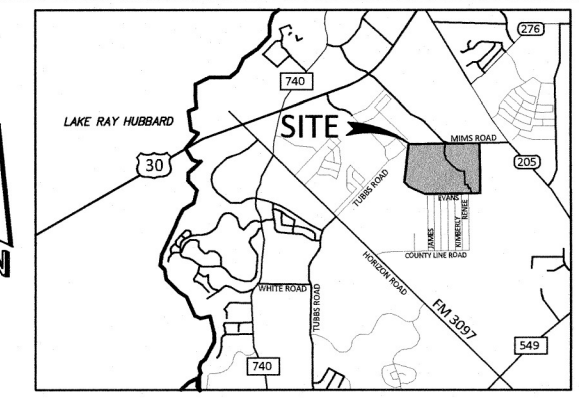 276
740
LAKE RAY HUBBARD
SITE
MIMS ROAD
30
205
TUBBS ROAD
EVANS
JAMES
KIMBERLY
RENEE
COUNTY LINE ROAD
HORIZON ROAD
N
WHITE ROAD
TUBBS ROAD
FM 3097
549
740